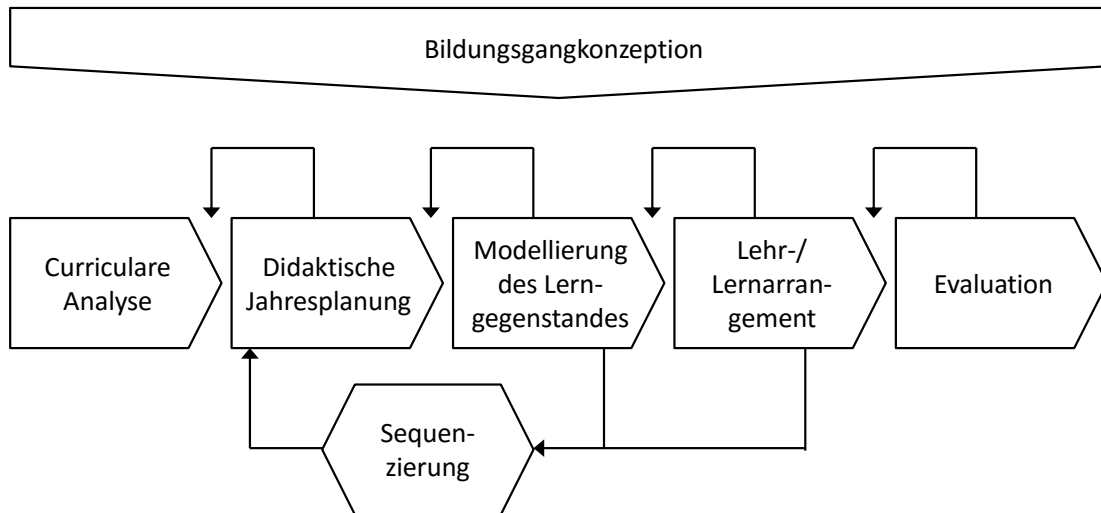 Bildungsgangkonzeption
Curriculare
Analyse
Didaktische
Jahresplanung
Modellierung
des Lern-
gegenstandes
Lehr-/
Lernarran-
gement
Evaluation
Sequen-
zierung